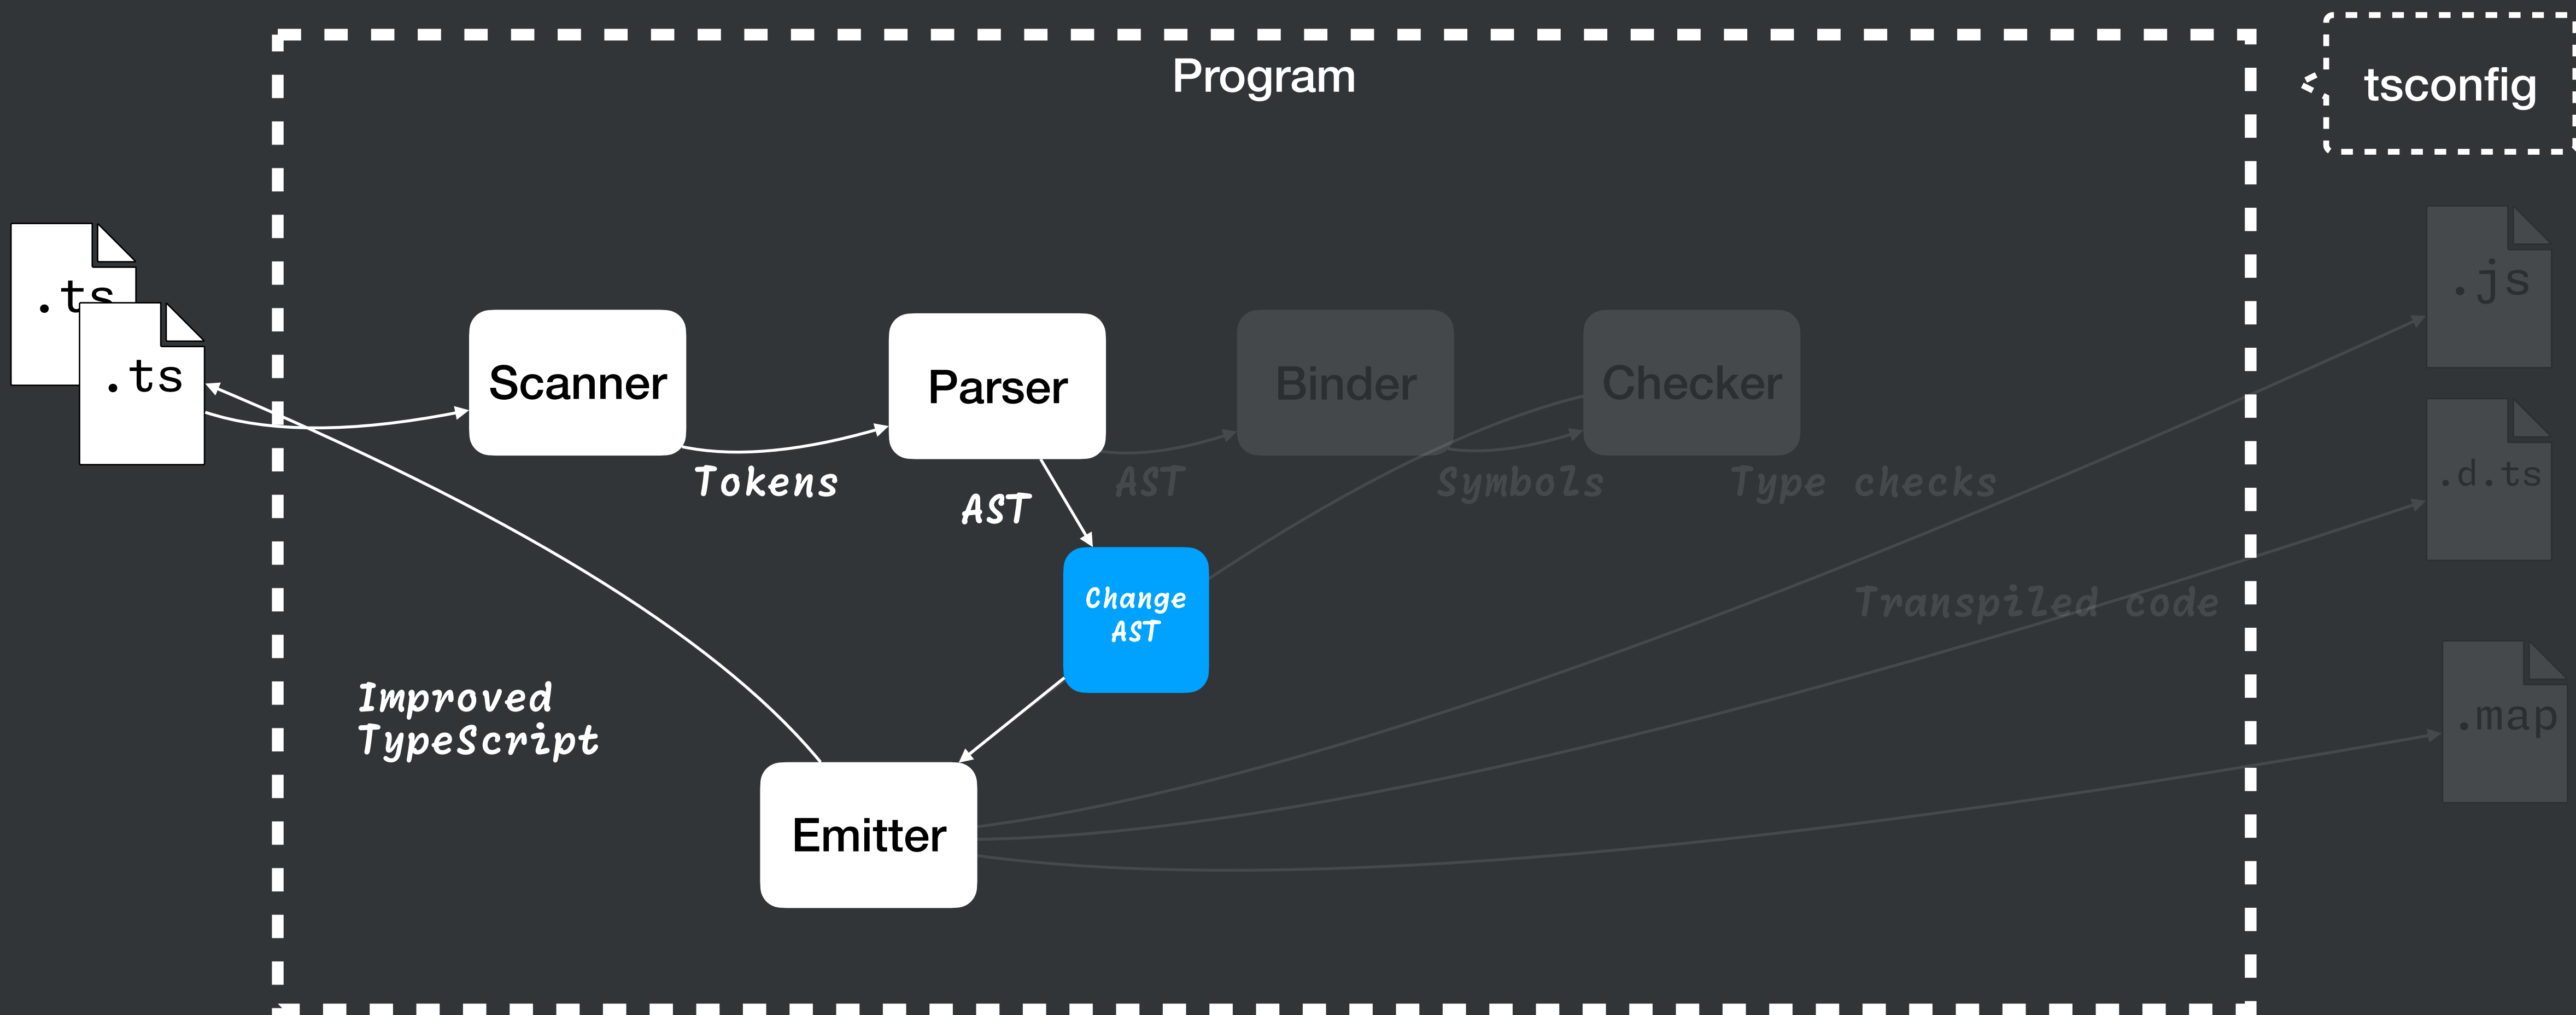 Program
tsconfig
.ts
.ts
.js
Scanner
Parser
Binder
Checker
Tokens
AST
AST
Symbols
Type checks
.d.ts
Change
AST
Transpiled code
Improved
TypeScript
.map
Emitter